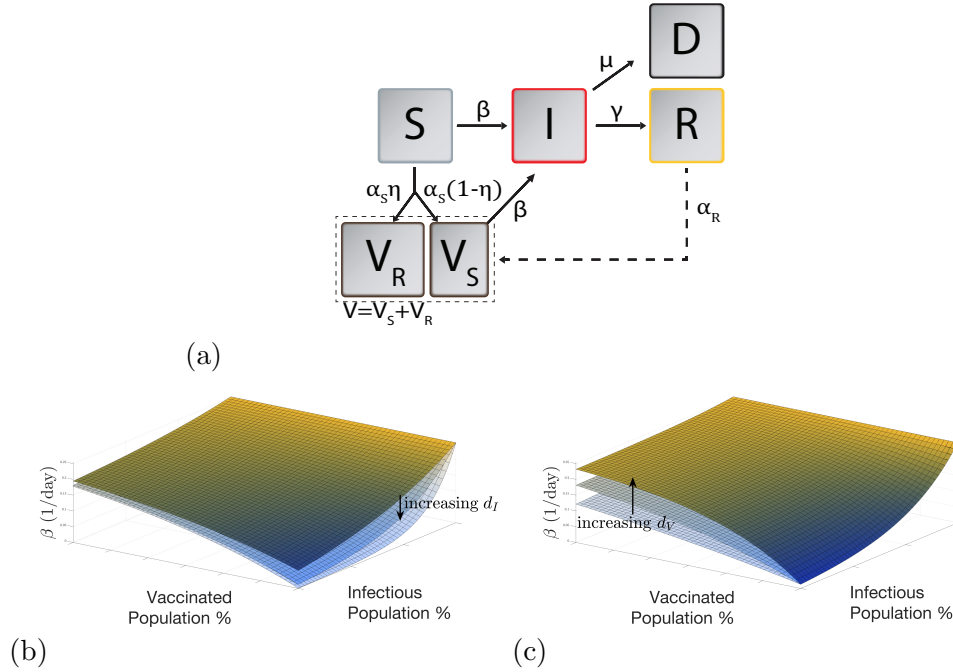 D
μ
S
β
I
γ
R
α_S η
α_S(1-η)
β
α_R
V_R
V_S
V=V_S+V_R
(a)
β (1/day)
increasing d_I
Vaccinated
Population %
Infectious
Population %
(b)
β (1/day)
increasing d_V
Vaccinated
Population %
Infectious
Population %
(c)